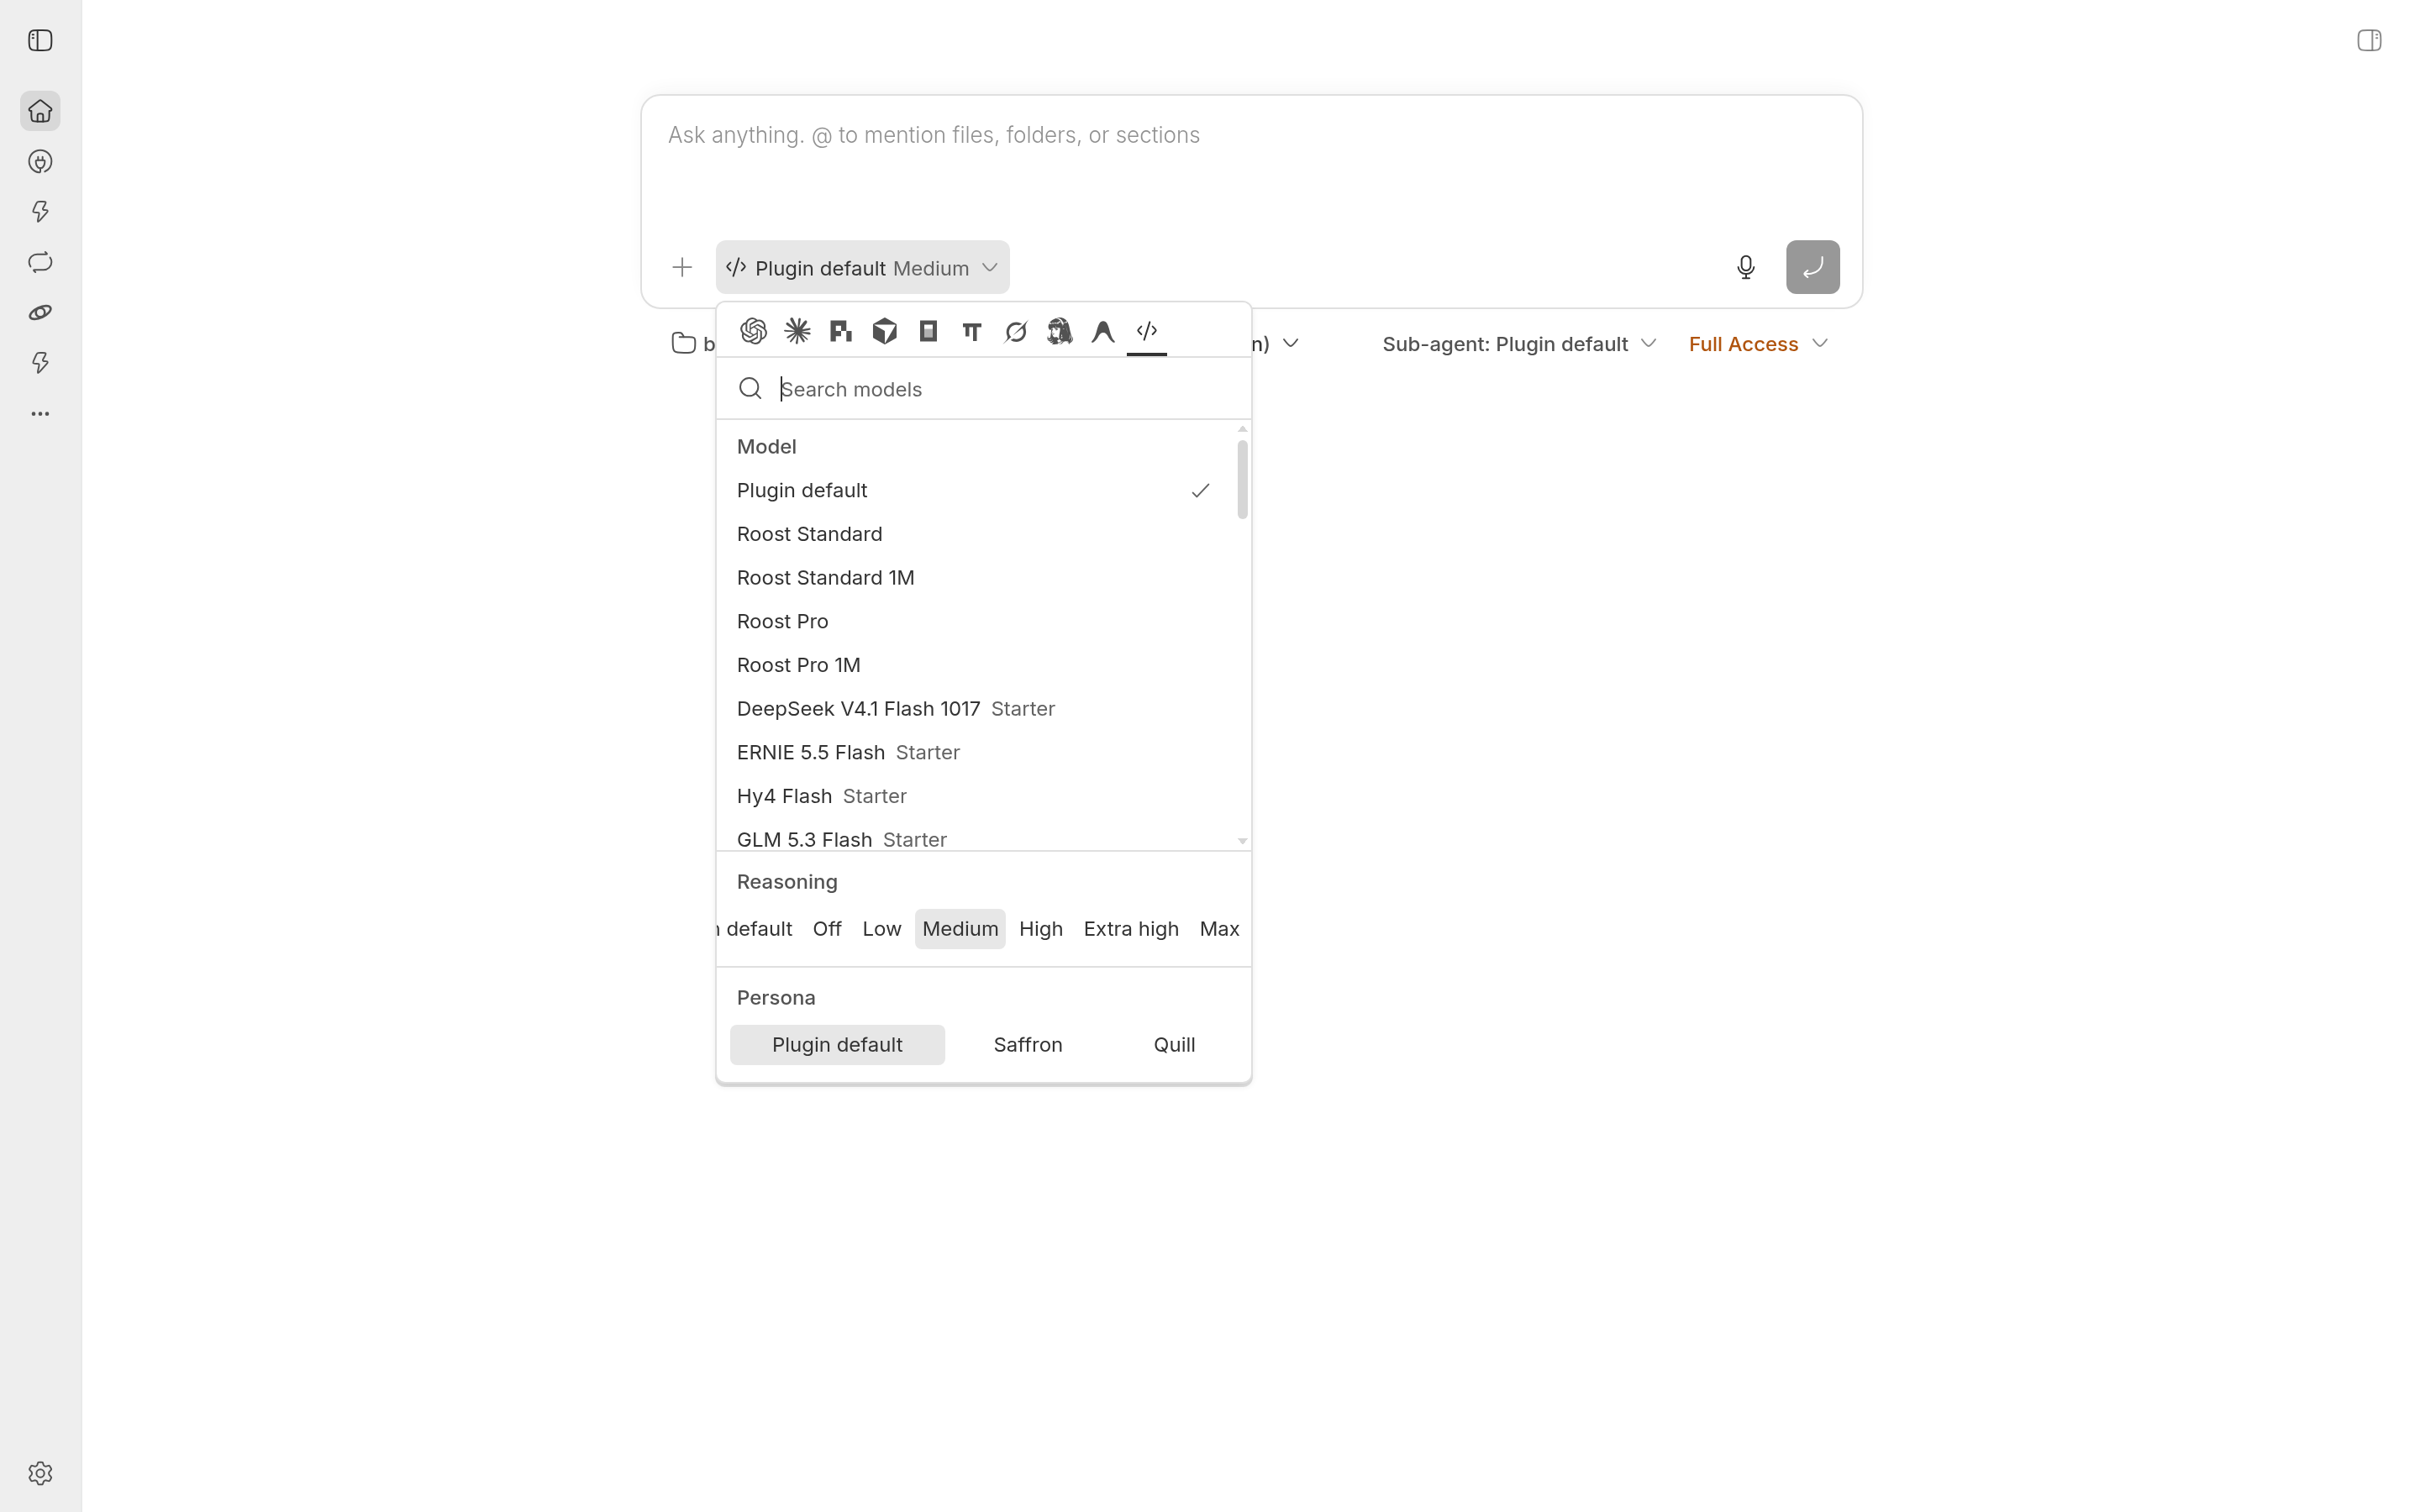 Ask anything. @ to mention files, folders, or sections
Plugin default Medium
b
n)
Sub-agent: Plugin default
Full Access
Search models
Model
Plugin default
Roost Standard
Roost Standard 1M
Roost Pro
Roost Pro 1M
DeepSeek V4.1 Flash 1017 Starter
ERNIE 5.5 Flash Starter
Hy4 Flash Starter
GLM 5.3 Flash Starter
Reasoning
default Off Low Medium High Extra high Max
Persona
Plugin default Saffron Quill